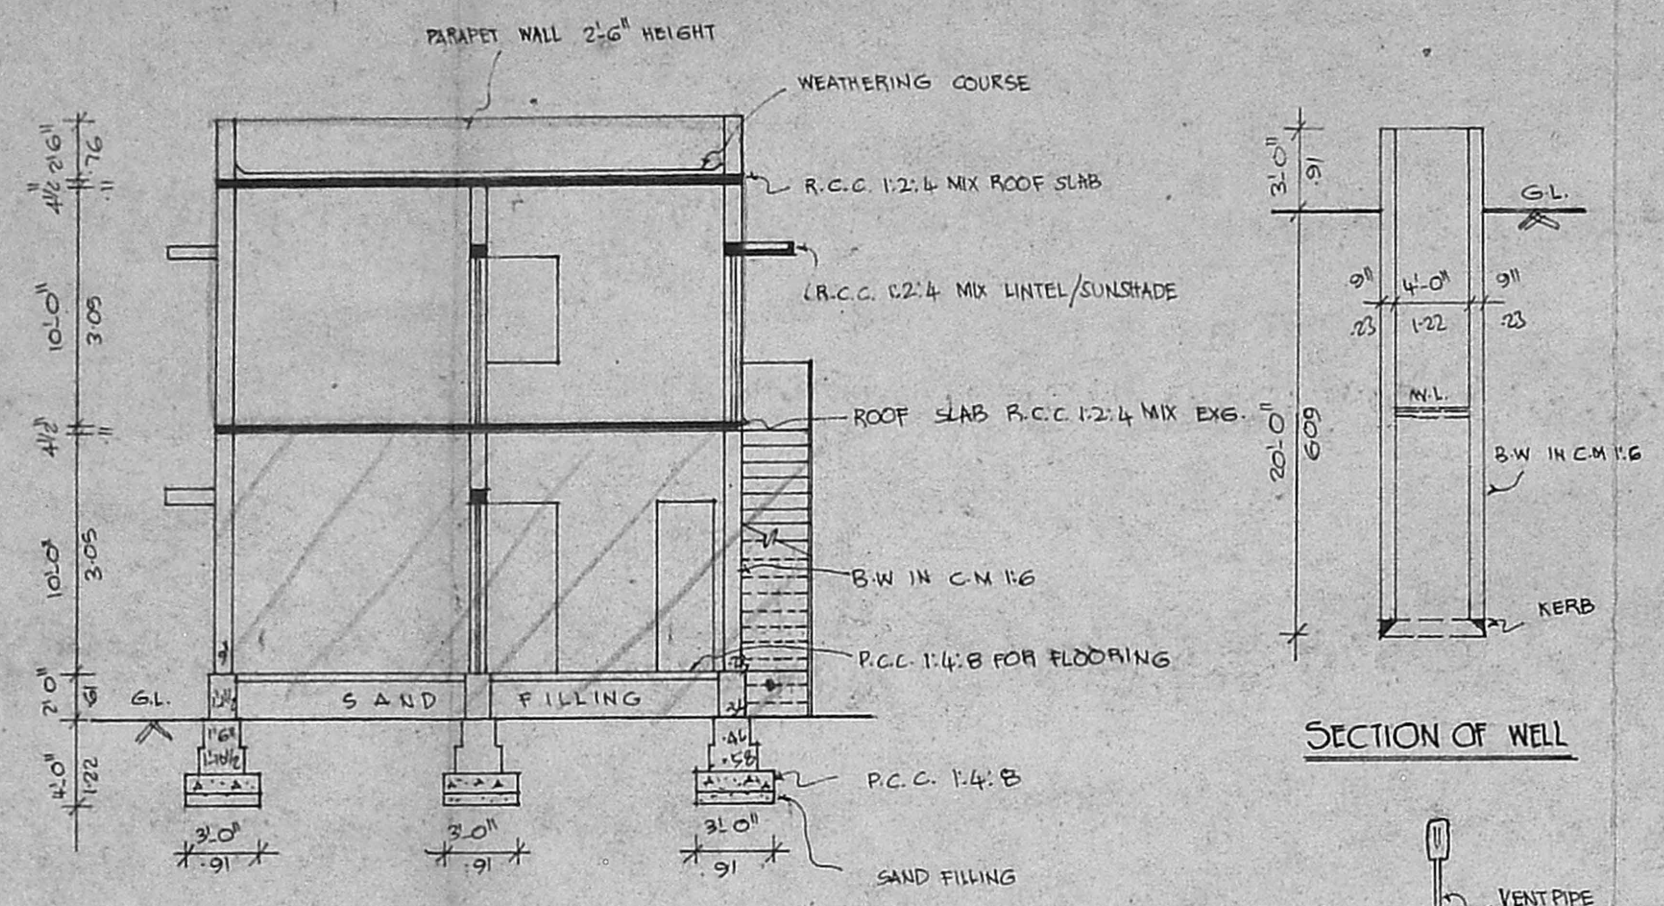 PARAPET WALL 2'-6" HEIGHT
WEATHERING COURSE
R.C.C. 1:2:4 MIX ROOF SLAB
R.C.C. 1:2:4 MIX LINTEL/SUNSHADE
ROOF SLAB R.C.C. 1:2:4 MIX EXG.
B.W IN C.M 1:6
P.C.C. 1:4:8 FOR FLOORING
P.C.C. 1:4:8
SAND FILLING
2'6"
.76
4½"
.11
10'-0"
3.05
4½"
.11
10'-0"
3.05
2'0"
.61
4'-0"
1.22
G.L.
SAND FILLING
1'6"
.46
.58
3'-0"
.91
3'-0"
.91
3'-0"
.91
3'-0"
.91
G.L.
9" 4'-0" 9"
.23 1.22 .23
W.L.
20'-0"
6.09
B.W IN C.M 1:6
KERB
SECTION OF WELL
VENT PIPE